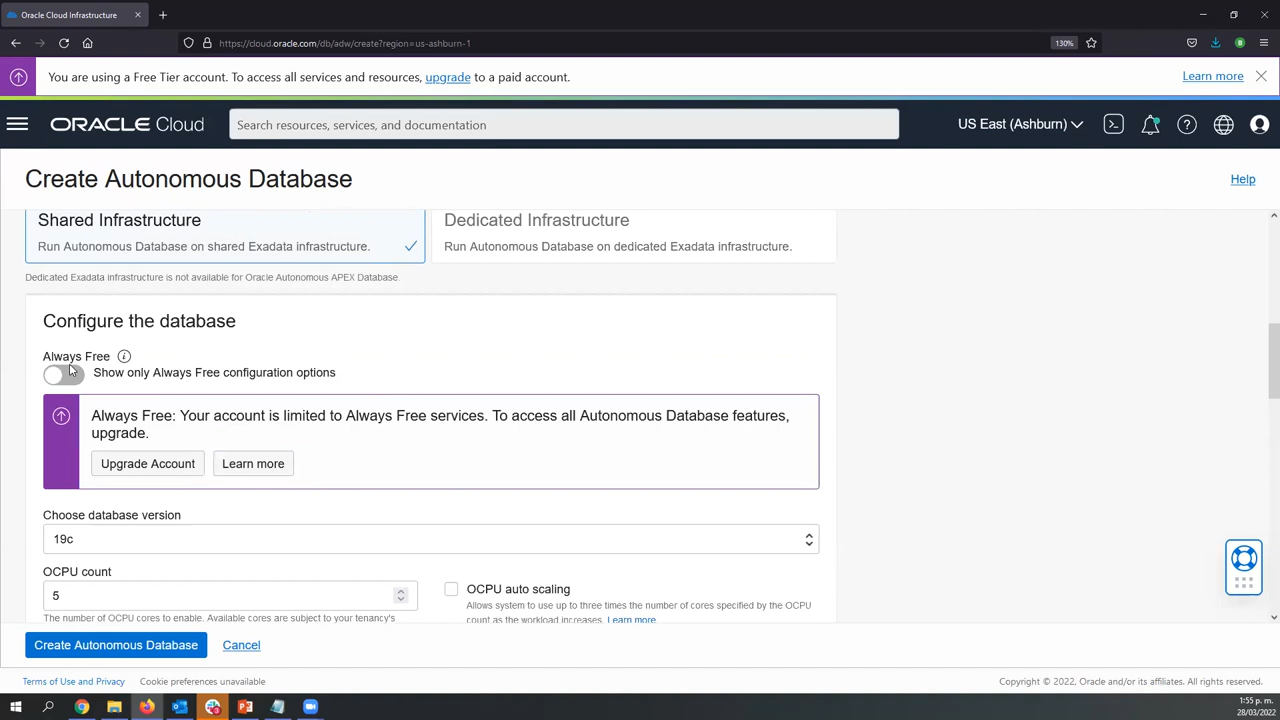 Oracle Cloud Infrastructure
https://cloud.oracle.com/db/adw/create?region=us-ashburn-1
130%
You are using a Free Tier account. To access all services and resources, upgrade to a paid account.
Learn more
ORACLE Cloud
Search resources, services, and documentation
US East (Ashburn)
Create Autonomous Database
Help
Shared Infrastructure
Run Autonomous Database on shared Exadata infrastructure.
Dedicated Infrastructure
Run Autonomous Database on dedicated Exadata infrastructure.
Dedicated Exadata infrastructure is not available for Oracle Autonomous APEX Database.
Configure the database
Always Free
Show only Always Free configuration options
Always Free: Your account is limited to Always Free services. To access all Autonomous Database features,
upgrade.
Upgrade Account
Learn more
Choose database version
19c
OCPU count
5
The number of OCPU cores to enable. Available cores are subject to your tenancy's
OCPU auto scaling
Allows system to use up to three times the number of cores specified by the OCPU
count as the workload increases. Learn more
Create Autonomous Database
Cancel
Terms of Use and Privacy
Cookie preferences unavailable
Copyright © 2022, Oracle and/or its affiliates. All rights reserved.
1:55 p. m.
28/03/2022